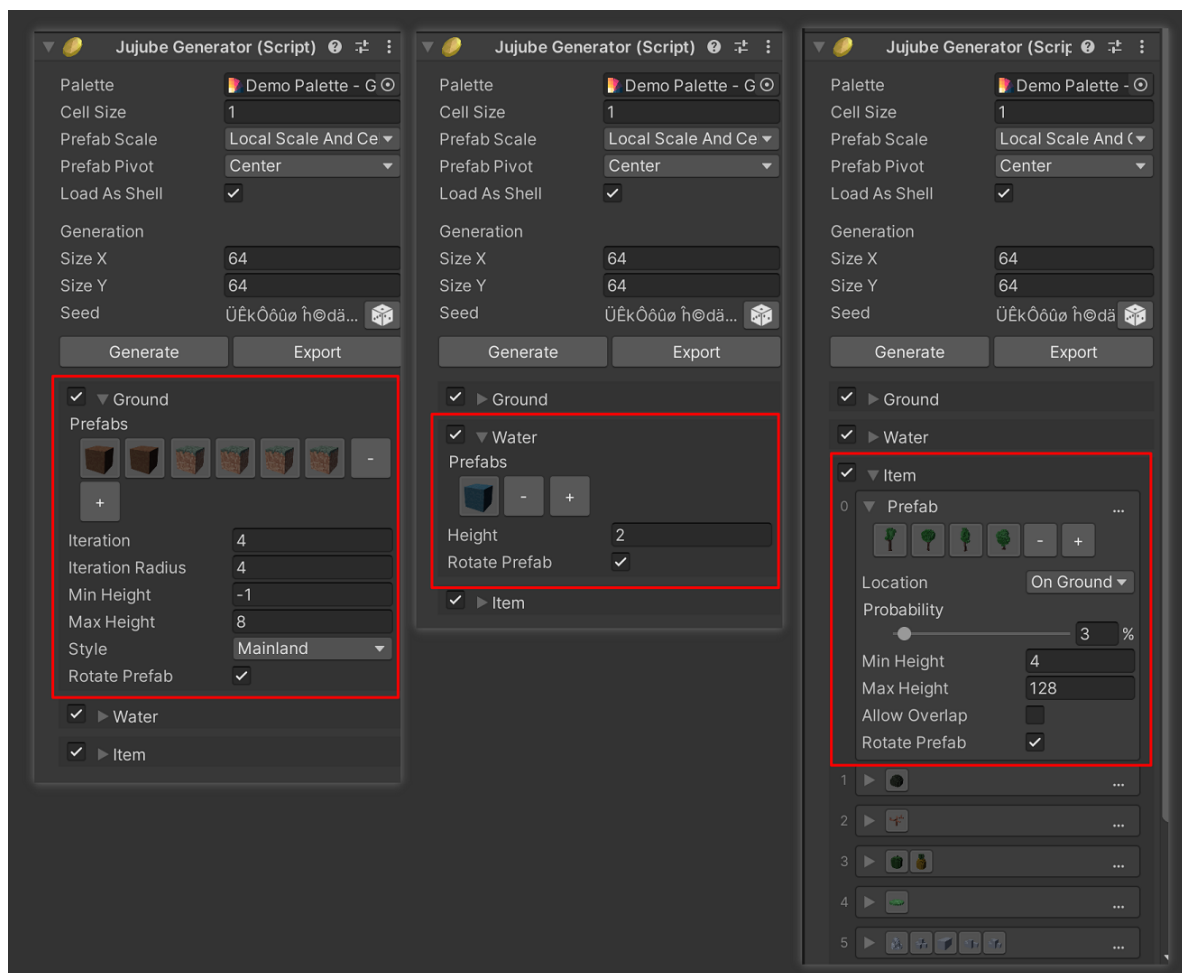 Jujube Generator (Script)
Palette Demo Palette - G
Cell Size 1
Prefab Scale Local Scale And Ce
Prefab Pivot Center
Load As Shell
Generation
Size X 64
Size Y 64
Seed ÜÊkÔôûø ĥ©dä...
Generate Export
Ground
Prefabs
-
+
Iteration 4
Iteration Radius 4
Min Height -1
Max Height 8
Style Mainland
Rotate Prefab
Water
Item
Jujube Generator (Script)
Palette Demo Palette - G
Cell Size 1
Prefab Scale Local Scale And Ce
Prefab Pivot Center
Load As Shell
Generation
Size X 64
Size Y 64
Seed ÜÊkÔôûø ĥ©dä...
Generate Export
Ground
Water
Prefabs
- +
Height 2
Rotate Prefab
Item
Jujube Generator (Scrip
Palette Demo Palette -
Cell Size 1
Prefab Scale Local Scale And C
Prefab Pivot Center
Load As Shell
Generation
Size X 64
Size Y 64
Seed ÜÊkÔôûø ĥ©dä
Generate Export
Ground
Water
Item
0 Prefab ...
- +
Location On Ground
Probability
3 %
Min Height 4
Max Height 128
Allow Overlap
Rotate Prefab
1 ...
2 ...
3 ...
4 ...
5 ...